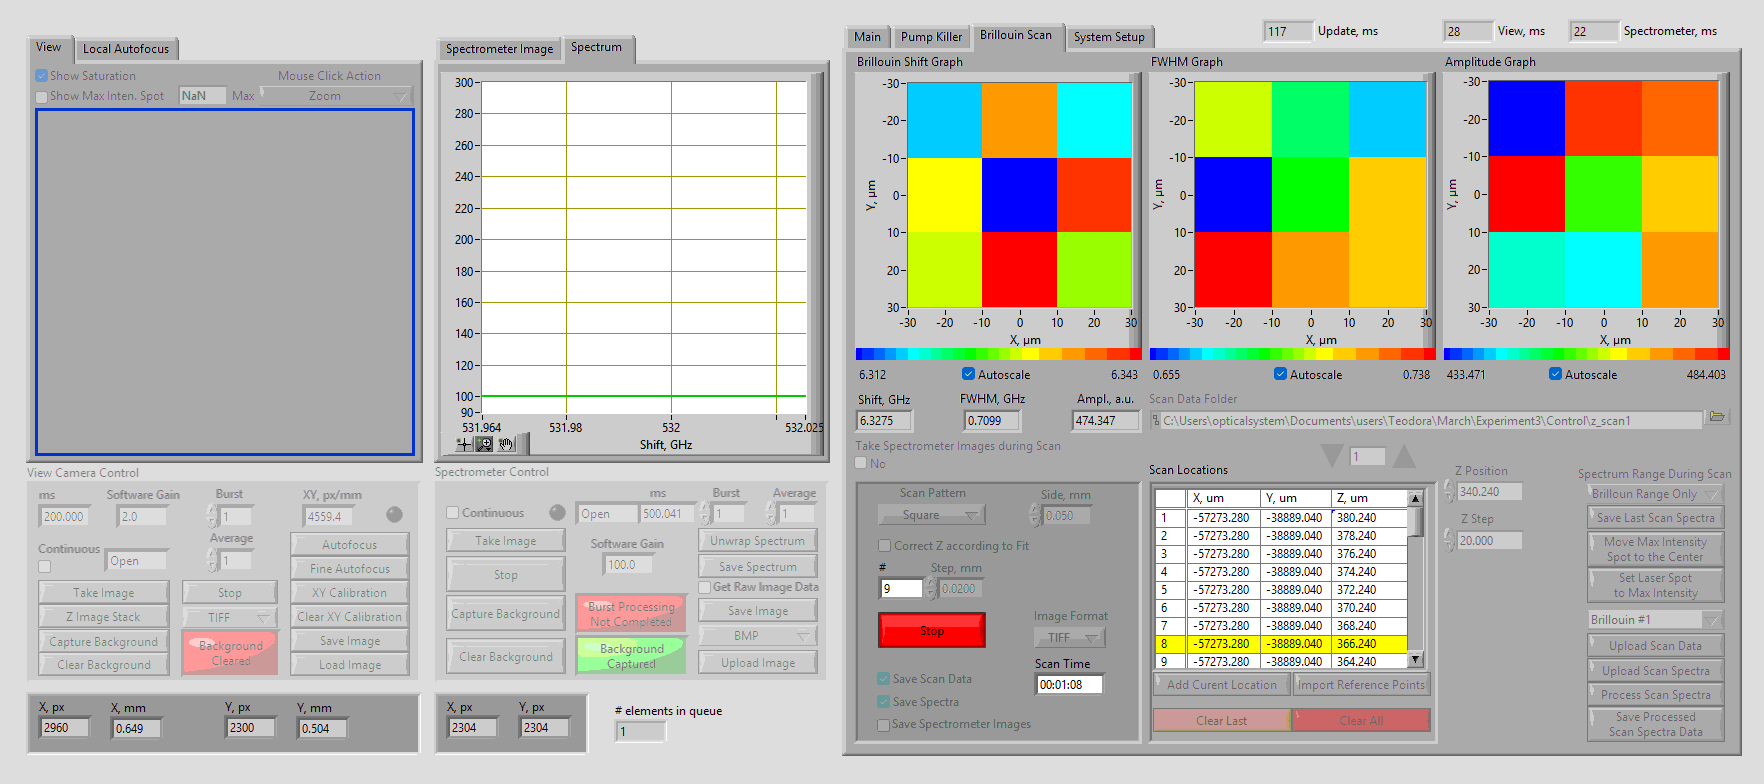 View
Local Autofocus
Show Saturation
Mouse Click Action
Show Max Inten. Spot
NaN
Max
Zoom
View Camera Control
ms
Software Gain
Burst
XY, px/mm
200.000
2.0
1
4559.4
Continuous
Open
Average
1
Autofocus
Fine Autofocus
Take Image
Stop
XY Calibration
Z Image Stack
TIFF
Clear XY Calibration
Capture Background
Background
Cleared
Save Image
Clear Background
Load Image
X, px
X, mm
Y, px
Y, mm
2960
0.649
2300
0.504
Spectrometer Image
Spectrum
300
280
260
240
220
200
180
160
140
120
100
90
531.964
531.98
532
532.025
Shift, GHz
Spectrometer Control
ms
Burst
Average
Continuous
Open
500.041
1
1
Take Image
Software Gain
100.0
Unwrap Spectrum
Stop
Save Spectrum
Get Raw Image Data
Capture Background
Burst Processing
Not Completed
Save Image
BMP
Clear Background
Background
Captured
Upload Image
X, px
Y, px
2304
2304
# elements in queue
1
117
Update, ms
28
View, ms
22
Spectrometer, ms
Main
Pump Killer
Brillouin Scan
System Setup
Brillouin Shift Graph
-30
-20
-10
0
10
20
30
Y, µm
-30
-20
-10
0
10
20
30
X, µm
6.312
Autoscale
6.343
FWHM Graph
-30
-20
-10
0
10
20
30
Y, µm
-30
-20
-10
0
10
20
30
X, µm
0.655
Autoscale
0.738
Amplitude Graph
-30
-20
-10
0
10
20
30
Y, µm
-30
-20
-10
0
10
20
30
X, µm
433.471
Autoscale
484.403
Shift, GHz
FWHM, GHz
Ampl., a.u.
6.3275
0.7099
474.347
Scan Data Folder
C:\Users\opticalsystem\Documents\users\Teodora\March\Experiment3\Control\z_scan1
Take Spectrometer Images during Scan
No
1
Scan Pattern
Side, mm
Square
0.050
Correct Z according to Fit
#
Step, mm
9
0.0200
Stop
Image Format
TIFF
Scan Time
00:01:08
Save Scan Data
Save Spectra
Save Spectrometer Images
Scan Locations
X, um Y, um Z, um
1 -57273.280 -38889.040 380.240
2 -57273.280 -38889.040 378.240
3 -57273.280 -38889.040 376.240
4 -57273.280 -38889.040 374.240
5 -57273.280 -38889.040 372.240
6 -57273.280 -38889.040 370.240
7 -57273.280 -38889.040 368.240
8 -57273.280 -38889.040 366.240
9 -57273.280 -38889.040 364.240
Add Curent Location
Import Reference Points
Clear Last
Clear All
Z Position
340.240
Z Step
20.000
Spectrum Range During Scan
Brilloun Range Only
Save Last Scan Spectra
Move Max Intensity
Spot to the Center
Set Laser Spot
to Max Intensity
Brillouin #1
Upload Scan Data
Upload Scan Spectra
Process Scan Spectra
Save Processed
Scan Spectra Data